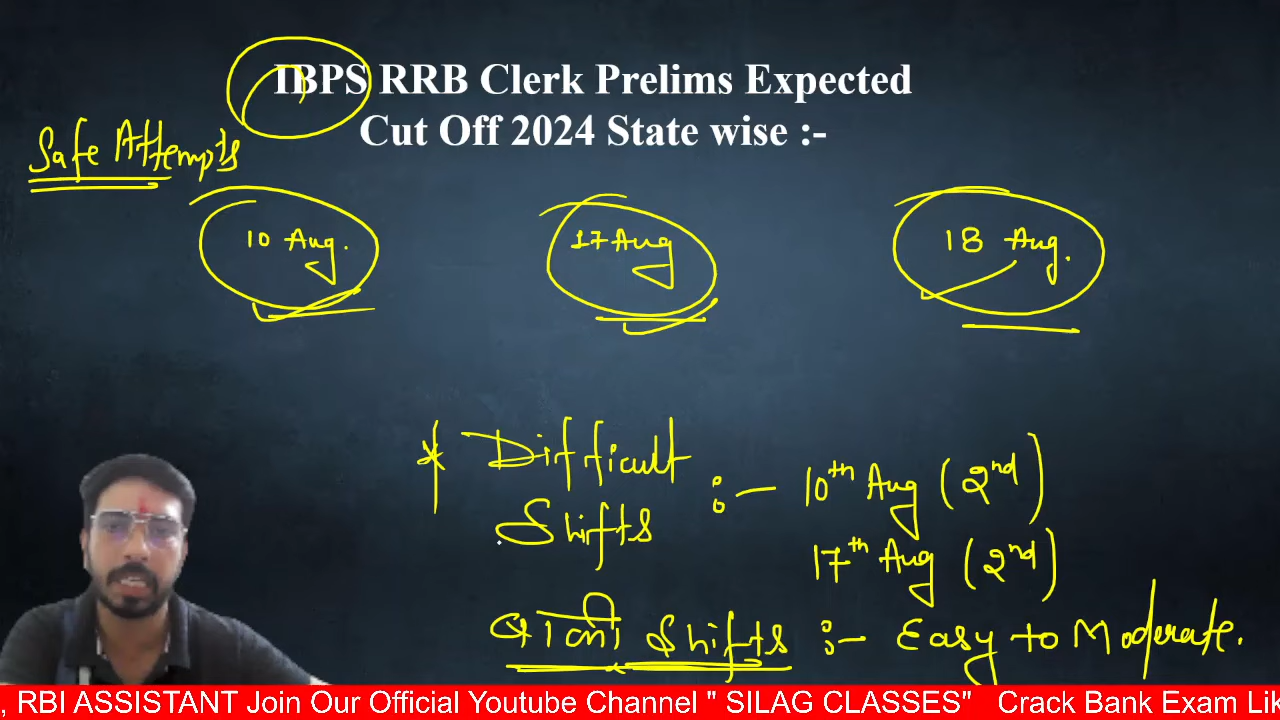 IBPS RRB Clerk Prelims Expected
Cut Off 2024 State wise :-
Safe Attempts
10 Aug.
17 Aug
18 Aug.
* Difficult Shifts :- 10th Aug (2nd)
17th Aug (2nd)
बाकी Shifts :- Easy to Moderate.
, RBI ASSISTANT Join Our Official Youtube Channel " SILAG CLASSES" Crack Bank Exam Lik